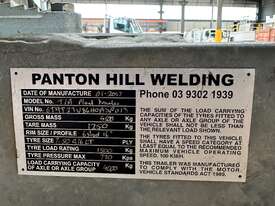 PANTON HILL WELDING
DATE OF MANUFACTURE 01-2007 Phone 03 9302 1939
MODEL NO.
VIN NO.
GROSS MASS KG
TARE MASS KG
RIM SIZE / PROFILE
TYRE SIZE PLY
TYRE LOAD RATING KG
TYRE PRESSURE MAX KPA
LOAD CARRYING CAPACITY OF AXLE GROUP KG
THE SUM OF THE LOAD CARRYING
CAPACITIES OF THE TYRES FITTED TO
ANY AXLE OR AXLE GROUP OF THIS
VEHICLE SHALL NOT BE LESS THAN
THE RELEVANT LOAD SHOWN.
THE TYRES FITTED TO THIS VEHICLE
SHALL HAVE A SPEED CATEGORY AT
LEAST EQUAL TO THE RECOMMENDED
MAXIMUM VEHICLE OPERATING
SPEED, 100 KM/H.
THIS TRAILER WAS MANUFACTURED
TO COMPLY WITH THE MOTOR
VEHICLE STANDARDS ACT 1989.